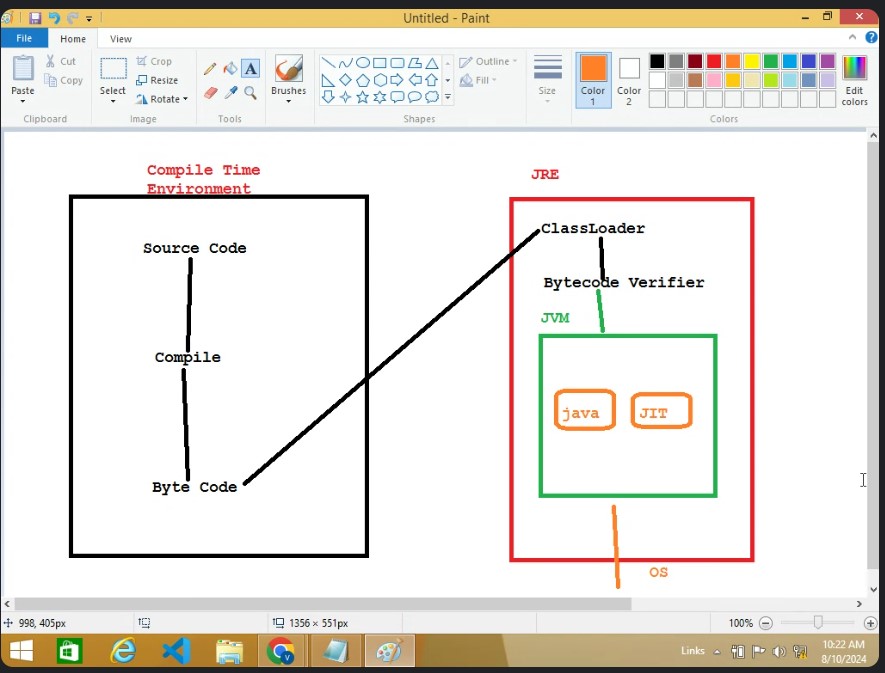 Untitled - Paint
File
Home
View
Paste
Cut
Copy
Clipboard
Select
Crop
Resize
Rotate
Image
A
Tools
Brushes
Shapes
Outline
Fill
Size
Color
1
Color
2
Colors
Edit
colors
Compile Time
Environment
Source Code
Compile
Byte Code
JRE
ClassLoader
Bytecode Verifier
JVM
java
JIT
OS
998, 405px
1356 × 551px
100%
Links
10:22 AM
8/10/2024